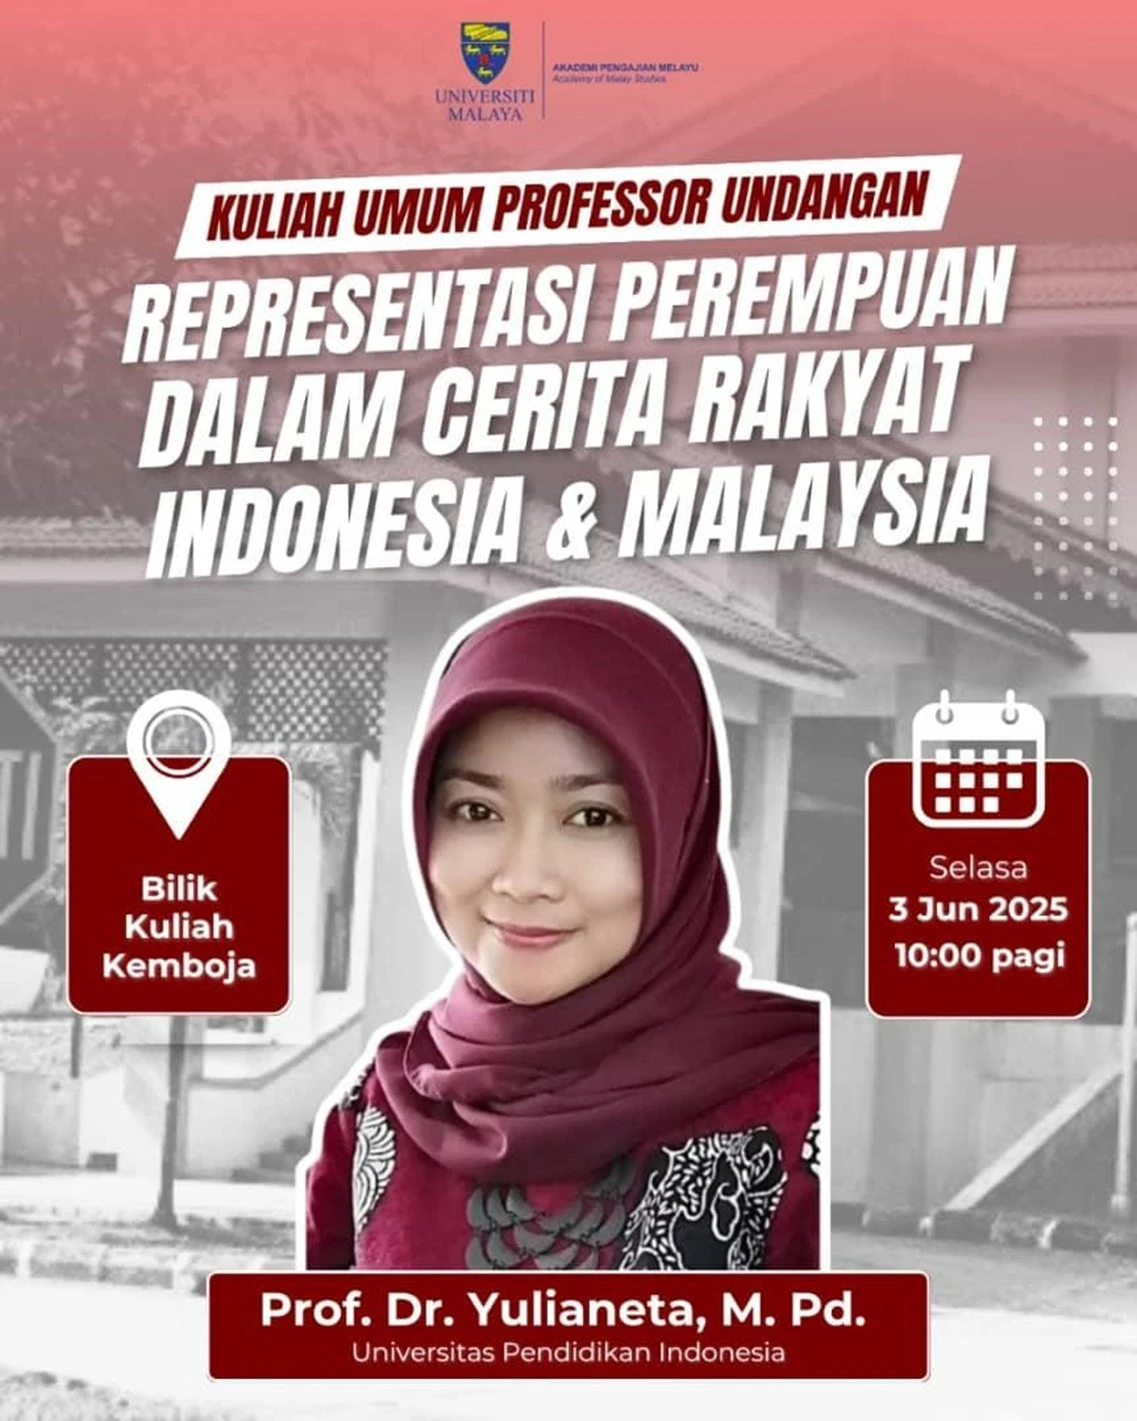 UNIVERSITI
MALAYA
AKADEMI PENGAJIAN MELAYU
Academy of Malay Studies
KULIAH UMUM PROFESSOR UNDANGAN
REPRESENTASI PEREMPUAN
DALAM CERITA RAKYAT
INDONESIA & MALAYSIA
Bilik
Kuliah
Kemboja
Selasa
3 Jun 2025
10:00 pagi
Prof. Dr. Yulianeta, M. Pd.
Universitas Pendidikan Indonesia